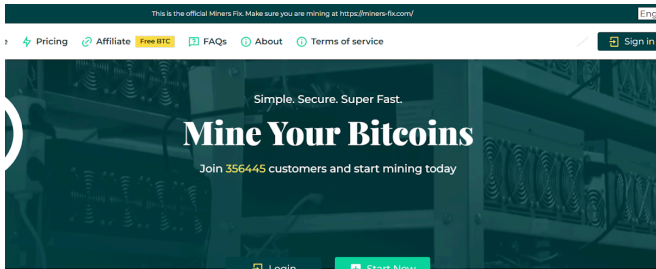 This is the official Miners Fix. Make sure you are mining at https://miners-fix.com/
Eng
Pricing Affiliate Free BTC FAQs About Terms of service Sign in
Simple. Secure. Super Fast.
Mine Your Bitcoins
Join 356445 customers and start mining today
Login Start Now